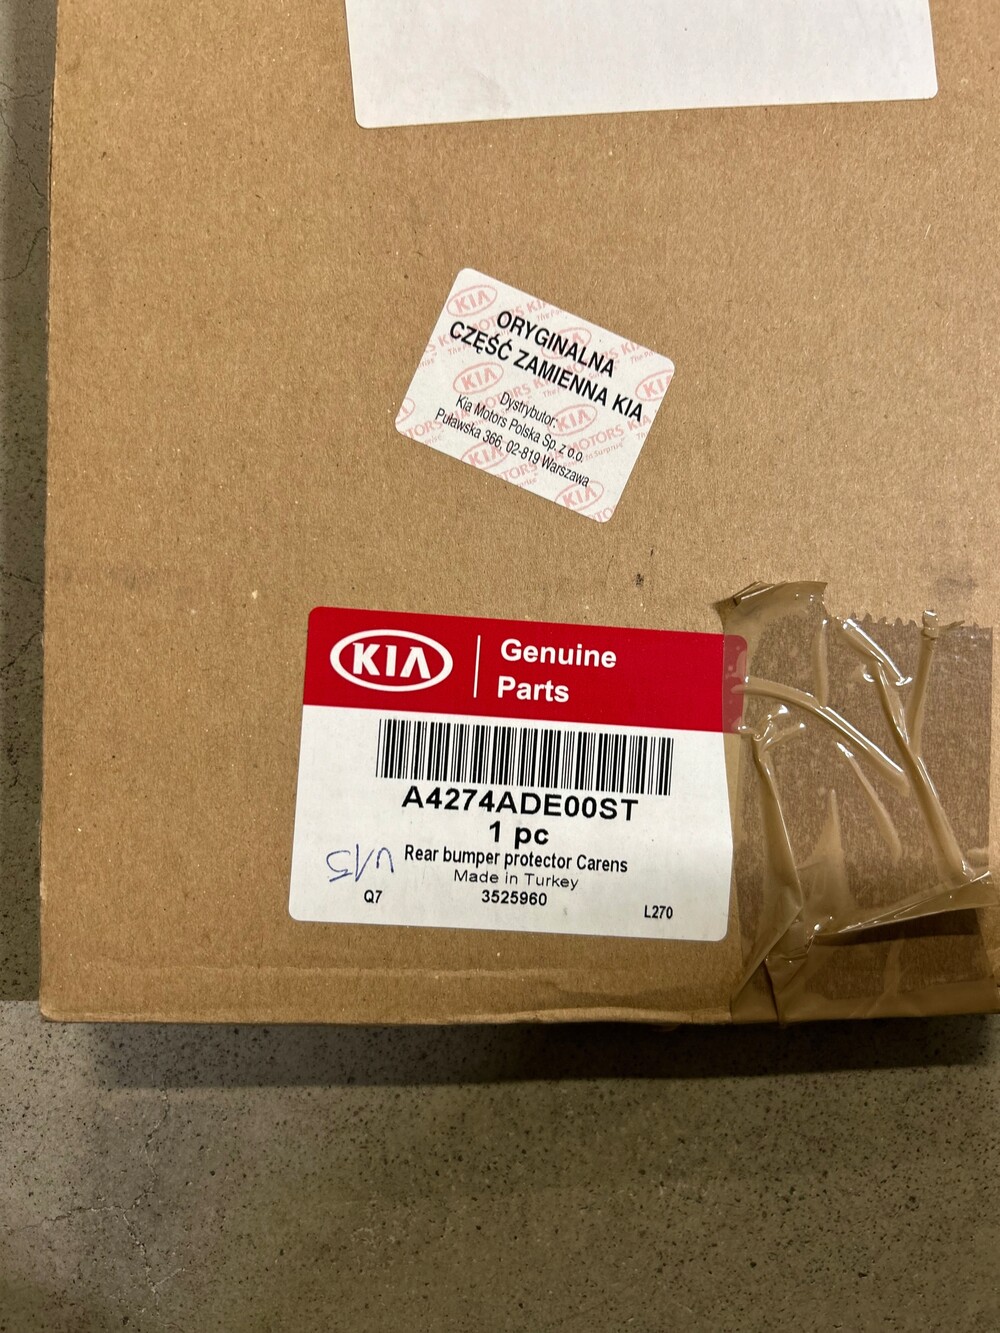 ORYGINALNA
CZĘŚĆ ZAMIENNA KIA
Dystrybutor:
Kia Motors Polska Sp. z o.o.
Puławska 366, 02-819 Warszawa
KIA
Genuine
Parts
A4274ADE00ST
1 pc
Rear bumper protector Carens
Made in Turkey
Q7
3525960
L270